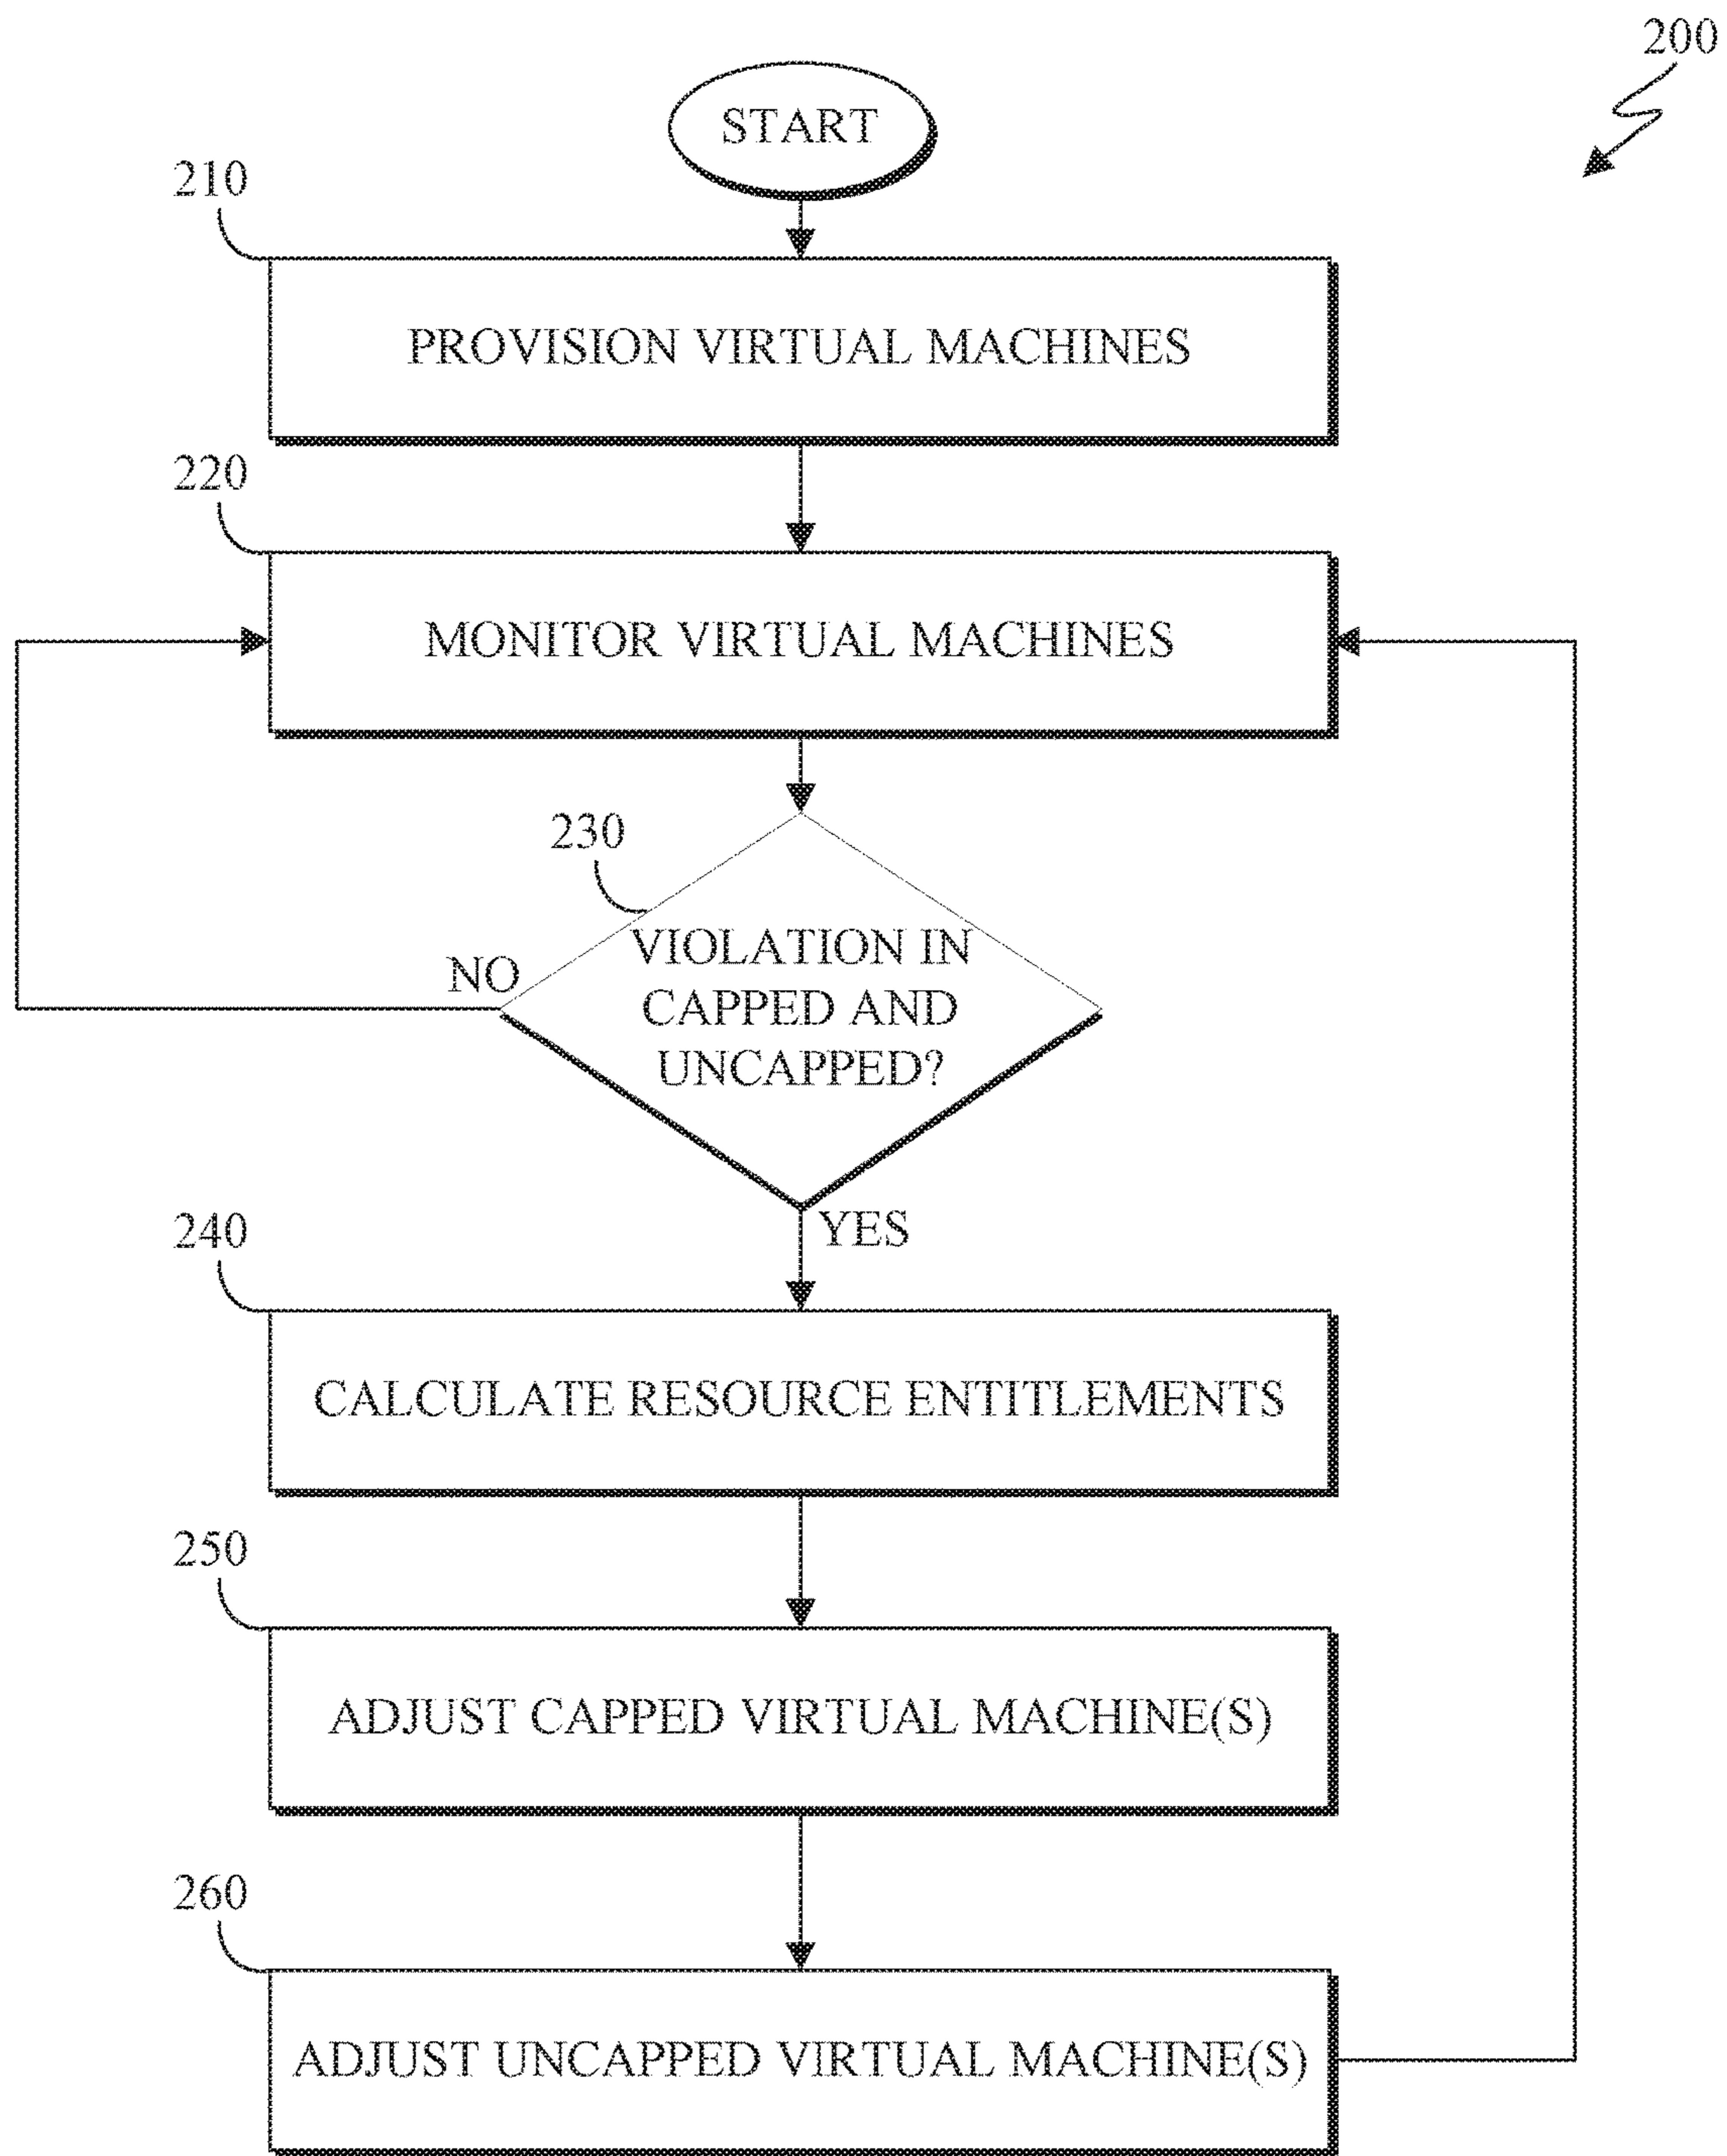 200
START
210
PROVISION VIRTUAL MACHINES
220
MONITOR VIRTUAL MACHINES
230
NO
VIOLATION IN
CAPPED AND
UNCAPPED?
YES
240
CALCULATE RESOURCE ENTITLEMENTS
250
ADJUST CAPPED VIRTUAL MACHINE(S)
260
ADJUST UNCAPPED VIRTUAL MACHINE(S)